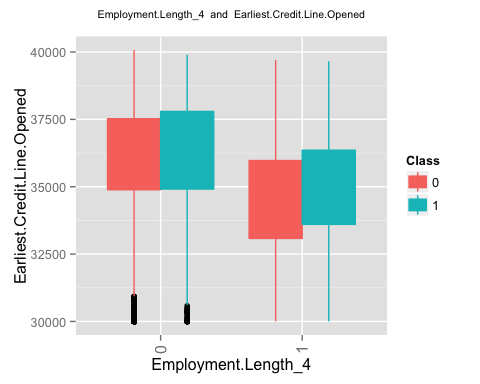 Employment.Length_4 and Earliest.Credit.Line.Opened
40000
37500
35000
32500
30000
Earliest.Credit.Line.Opened
0
1
Employment.Length_4
Class
0
1